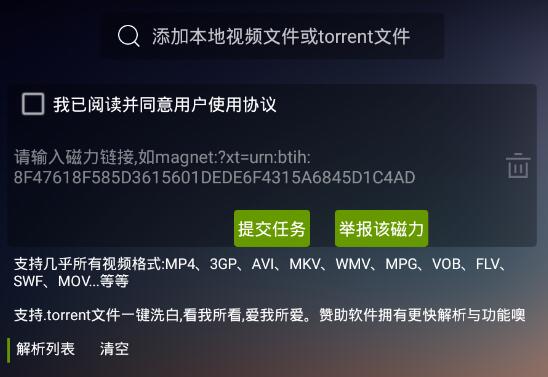 添加本地视频文件或torrent文件
我已阅读并同意用户使用协议
请输入磁力链接,如magnet:?xt=urn:btih:
8F47618F585D3615601DEDE6F4315A6845D1C4AD
提交任务
举报该磁力
支持几乎所有视频格式:MP4、3GP、AVI、MKV、WMV、MPG、VOB、FLV、
SWF、MOV...等等
支持.torrent文件一键洗白,看我所看,爱我所爱。赞助软件拥有更快解析与功能噢
解析列表
清空